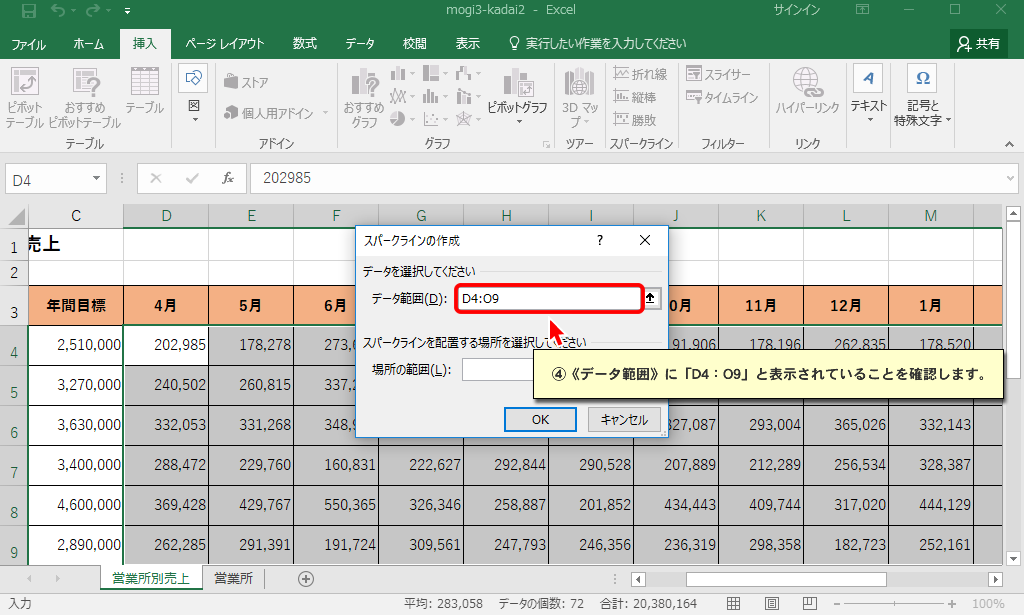 mogi3-kadai2 - Excel
サインイン
ファイル ホーム 挿入 ページ レイアウト 数式 データ 校閲 表示 実行したい作業を入力してください 共有
ピボット
テーブル
おすすめ
ピボットテーブル
テーブル
図
ストア
個人用アドイン
おすすめ
グラフ
ピボットグラフ
3D マッ
プ
折れ線
縦棒
勝敗
スライサー
タイムライン
ハイパーリンク
テキスト
記号と
特殊文字
テーブル アドイン グラフ ツアー スパークライン フィルター リンク
D4 fx 202985
C D E F G H I J K L M
1 売上
2
3 年間目標 4月 5月 6月 0月 11月 12月 1月
4 2,510,000 202,985 178,278 273,0 91,906 178,196 262,835 178,520
5 3,270,000 240,502 260,815 337,2
6 3,630,000 332,053 331,268 348,9 327,087 293,004 365,026 332,143
7 3,400,000 288,472 229,760 160,831 222,627 292,844 290,528 207,889 212,289 256,534 328,387
8 4,600,000 369,428 429,767 550,365 326,346 258,887 201,852 434,443 409,744 317,020 444,129
9 2,890,000 262,285 291,391 191,724 309,561 247,793 246,356 236,319 298,358 182,723 252,161
スパークラインの作成 ?
データを選択してください
データ範囲(D): D4:O9
スパークラインを配置する場所を選択してください
場所の範囲(L):
OK キャンセル
④《データ範囲》に「D4：O9」と表示されていることを確認します。
営業所別売上 営業所
入力 平均: 283,058 データの個数: 72 合計: 20,380,164 100%